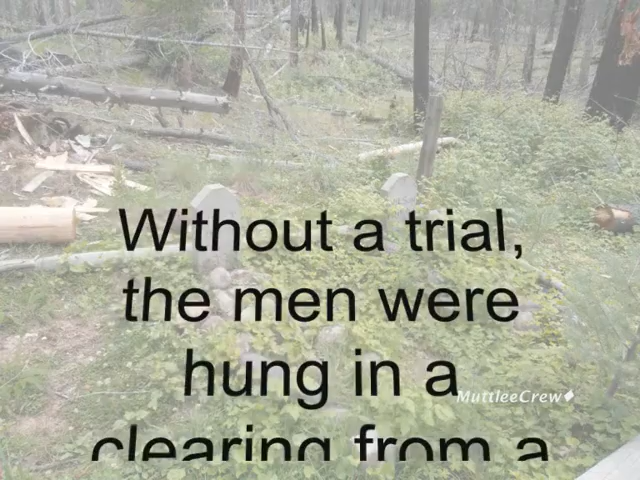 Without a trial,
the men were
hung in a
MuttleeCrew
clearing from a